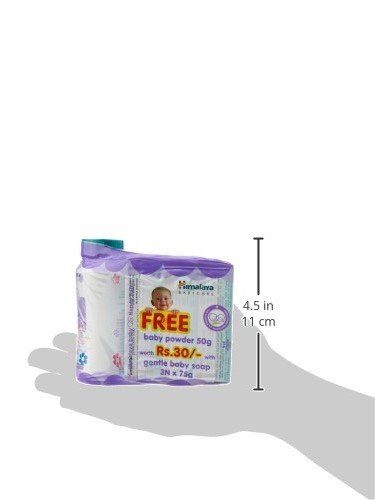 Himalaya
BABYCARE
FREE
baby powder 50g
worth Rs.30/- with
gentle baby soap
3N x 75g
4.5 in
11 cm